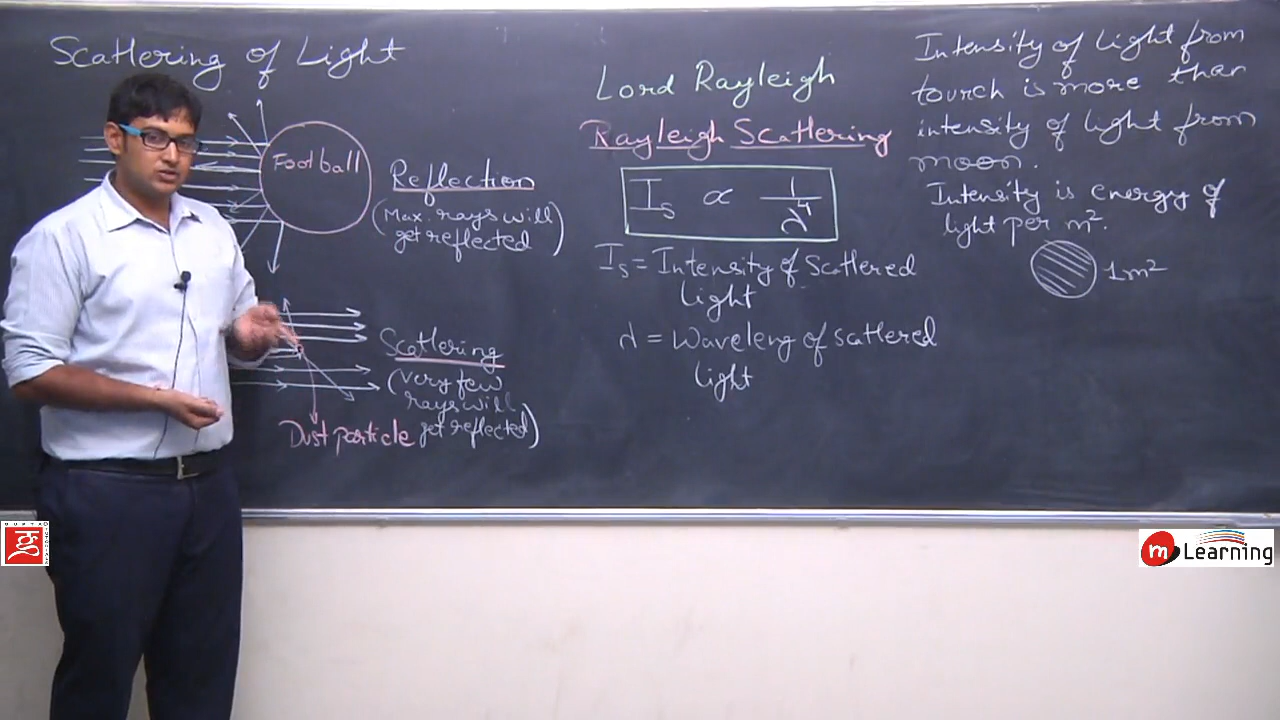 Scattering of Light
Football
Reflection
(Max. rays will
get reflected)
Scattering
(Very few
rays will
get reflected)
Dust particle
Lord Rayleigh
Rayleigh Scattering
I_s ∝ 1/λ⁴
I_s = Intensity of Scattered
Light
λ = Waveleng of scattered
light
Intensity of light from
tourch is more than
intensity of light from
moon.
Intensity is energy of
light per m².
1m²
m Learning